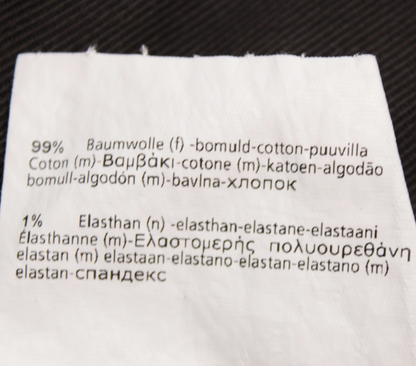 99% Baumwolle (f) -bomuld-cotton-puuvilla
Coton (m)-Βαμβάκι-cotone (m)-katoen-algodão
bomull-algodón (m)-bavlna-хлопок
1% Elasthan (n) -elasthan-elastane-elastaani
Élasthanne (m)-Ελαστομερής πολυουρεθάνη
elastan (m) elastaan-elastano-elastan-elastano (m)
elastan-спандекс